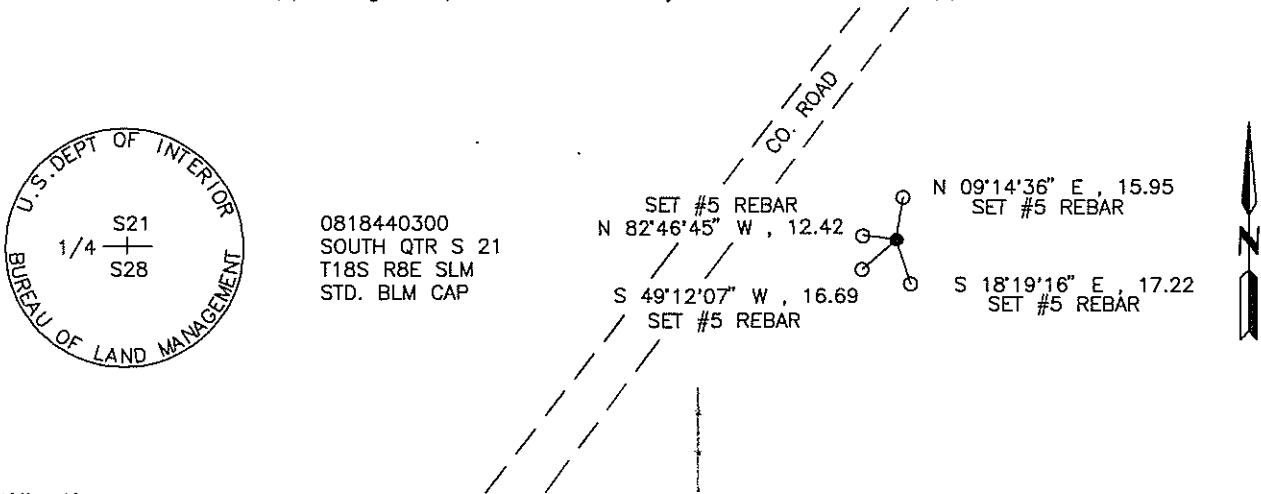 U.S.DEPT OF INTERIOR
S21
1/4
S28
BUREAU OF LAND MANAGEMENT
0818440300
SOUTH QTR S 21
T18S R8E SLM
STD. BLM CAP
CO. ROAD
SET #5 REBAR
N 82°46'45" W , 12.42
S 49°12'07" W , 16.69
SET #5 REBAR
N 09°14'36" E , 15.95
SET #5 REBAR
S 18°19'16" E , 17.22
SET #5 REBAR
N